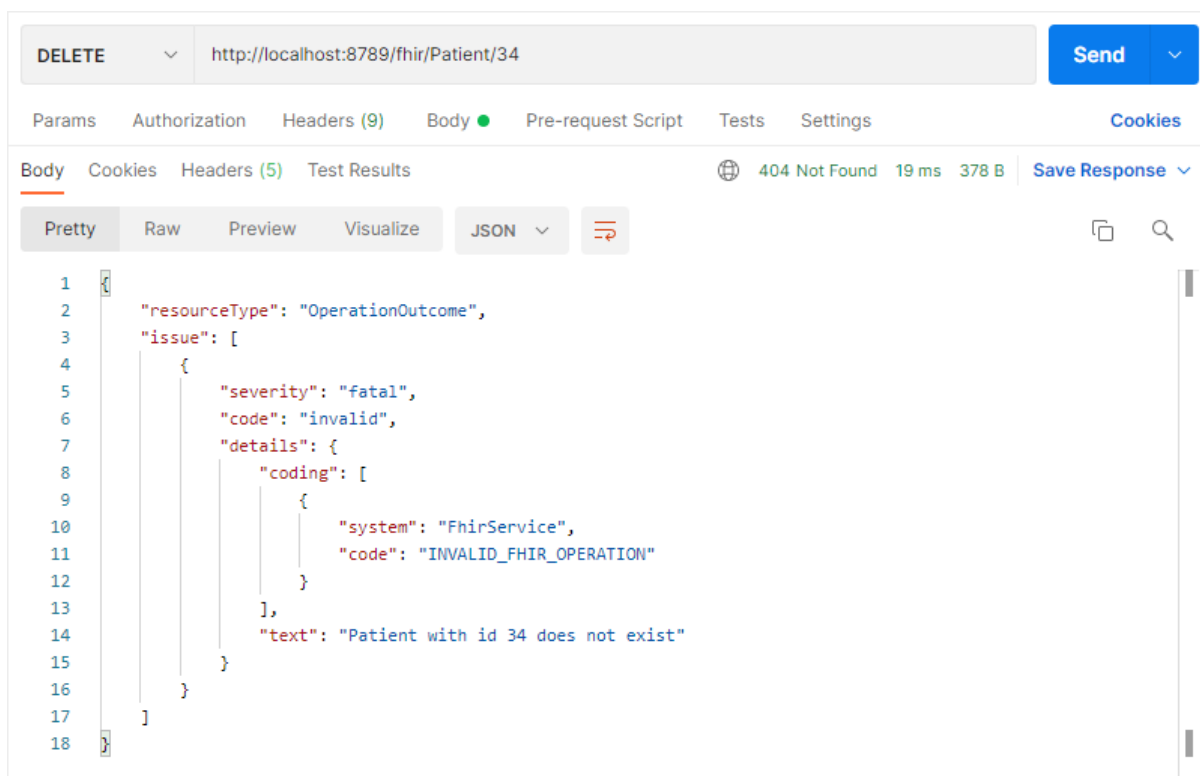 DELETE http://localhost:8789/fhir/Patient/34 Send
Params Authorization Headers (9) Body Pre-request Script Tests Settings Cookies
Body Cookies Headers (5) Test Results 404 Not Found 19 ms 378 B Save Response
Pretty Raw Preview Visualize JSON
1 {
2 "resourceType": "OperationOutcome",
3 "issue": [
4 {
5 "severity": "fatal",
6 "code": "invalid",
7 "details": {
8 "coding": [
9 {
10 "system": "FhirService",
11 "code": "INVALID_FHIR_OPERATION"
12 }
13 ],
14 "text": "Patient with id 34 does not exist"
15 }
16 }
17 ]
18 }